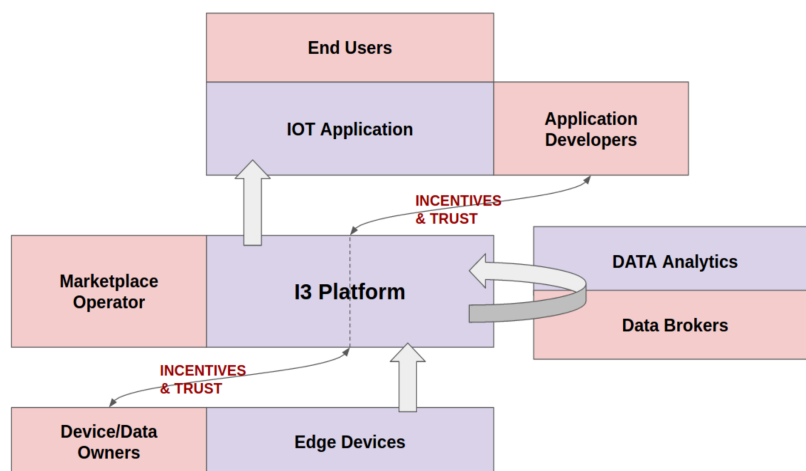 End Users
IOT Application
Application
Developers
INCENTIVES
& TRUST
Marketplace
Operator
I3 Platform
DATA Analytics
Data Brokers
INCENTIVES
& TRUST
Device/Data
Owners
Edge Devices